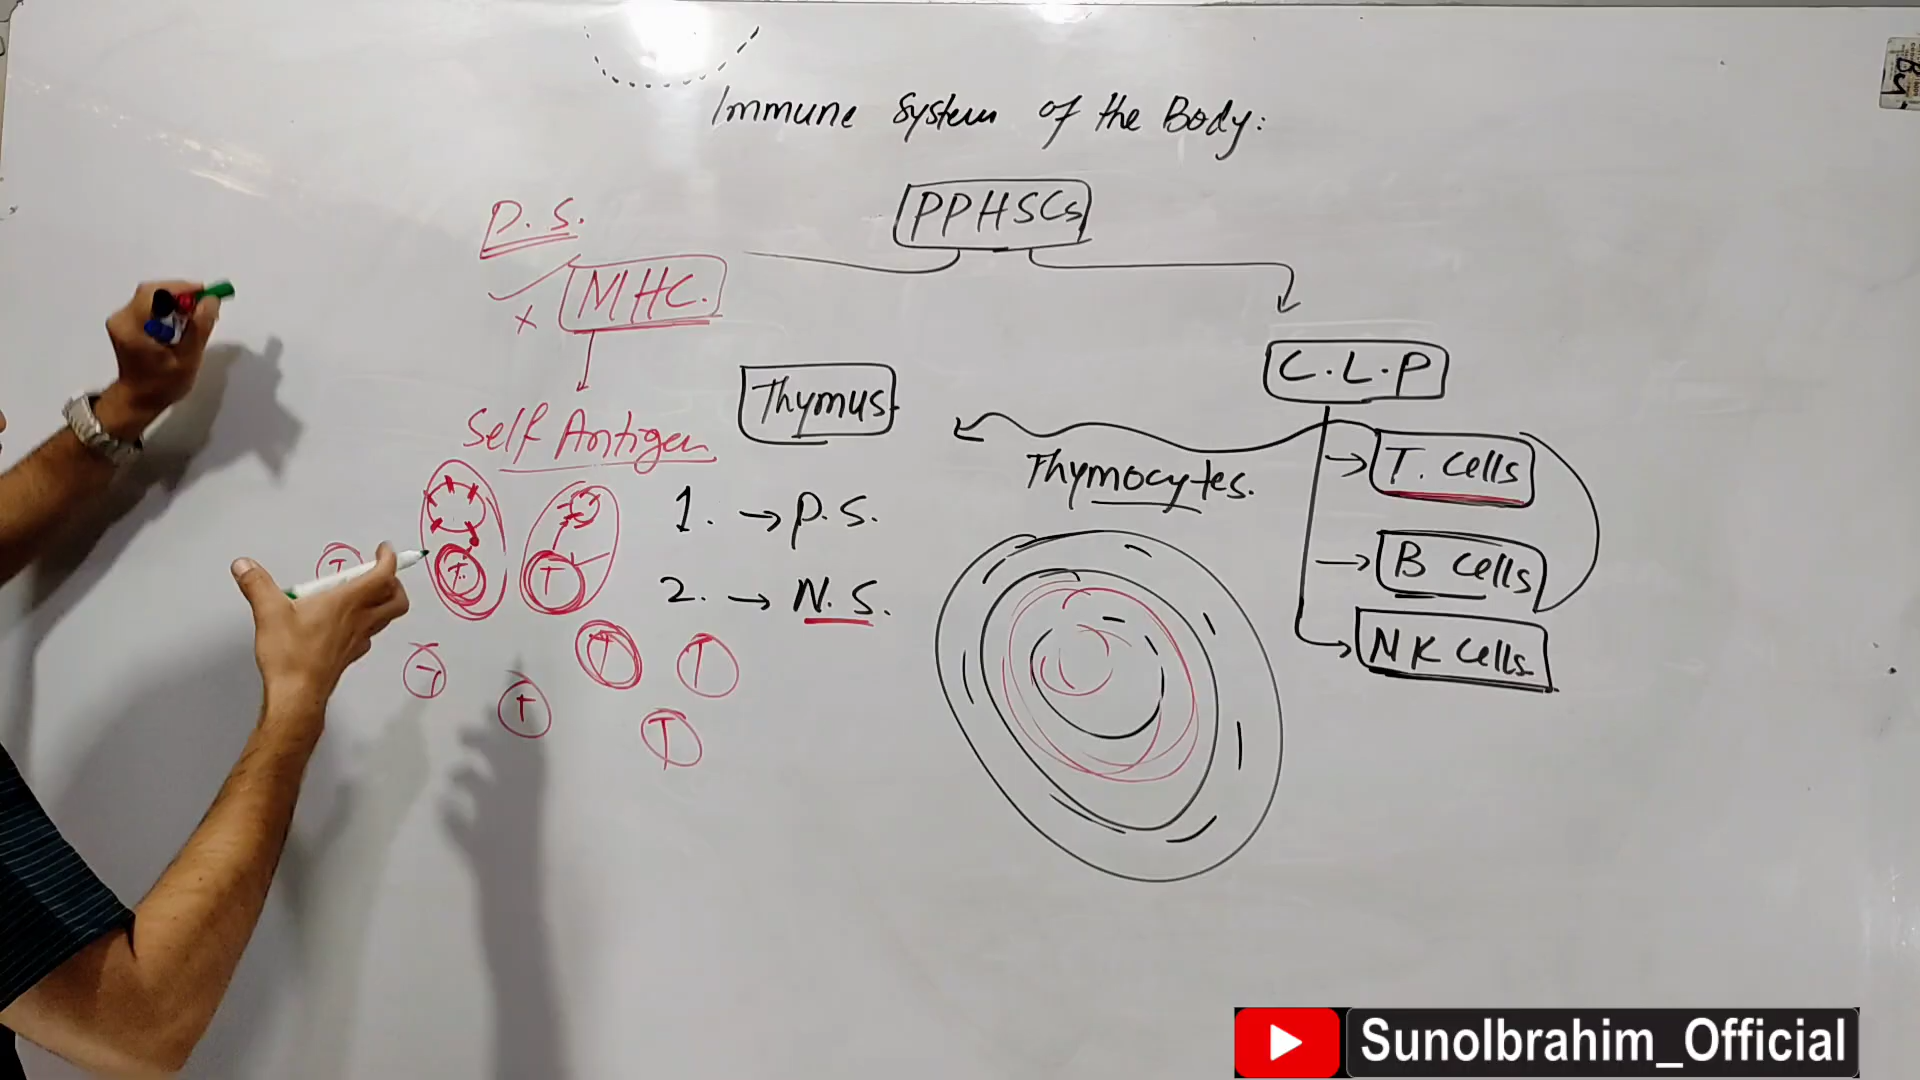 Immune System of the Body:
PPHSCs
P.S.
MHC.
C.L.P
Thymus
Self Antigen
T. Cells
Thymocytes.
1. → P.S.
B Cells
2. → N.S.
NK Cells
T
T
T
T
T
T
T
T
SunoIbrahim_Official